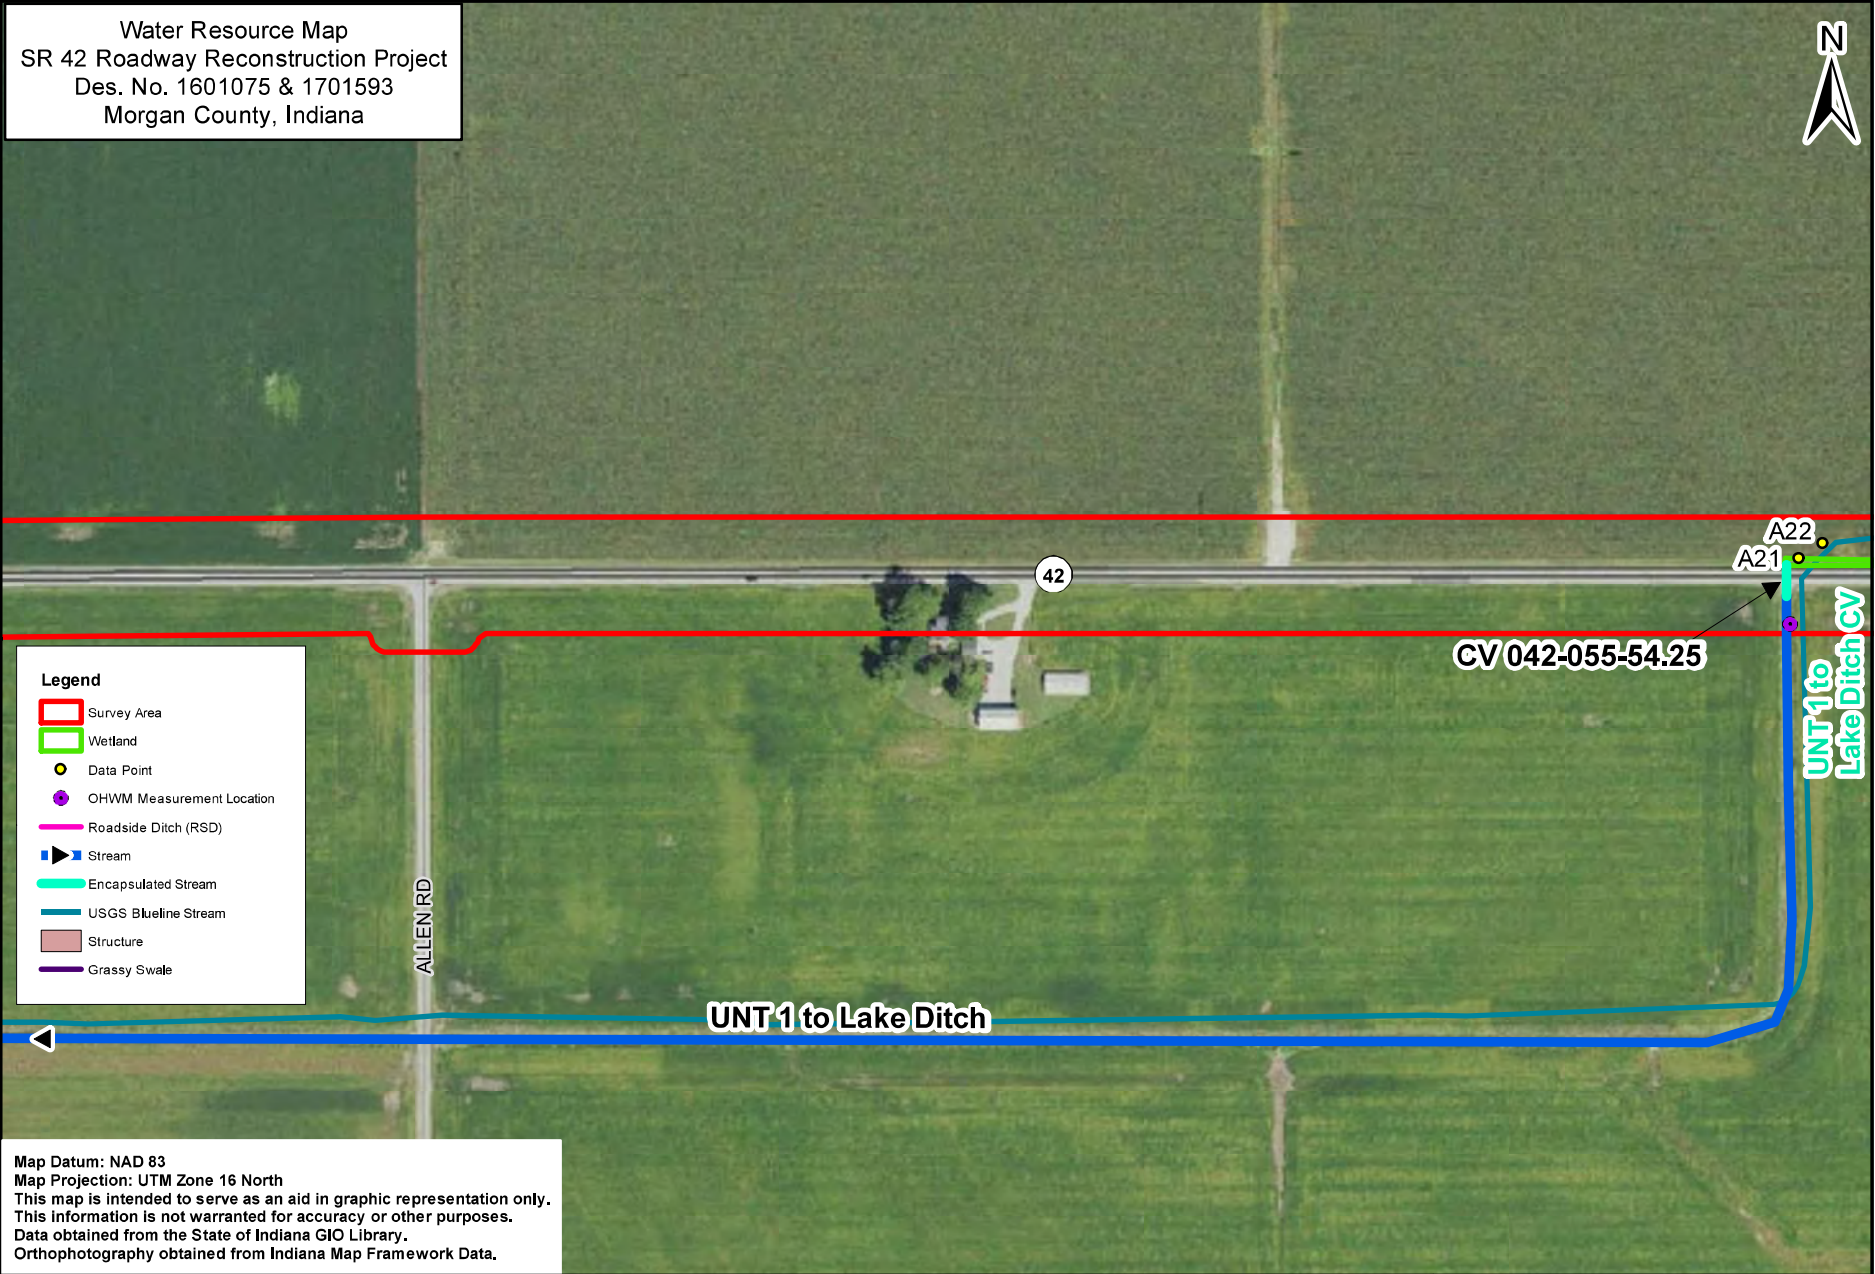 Water Resource Map
SR 42 Roadway Reconstruction Project
Des. No. 1601075 & 1701593
Morgan County, Indiana
N
A22
A21
42
CV 042-055-54.25
UNT 1 to
Lake Ditch CV
Legend
Survey Area
Wetland
Data Point
OHWM Measurement Location
Roadside Ditch (RSD)
Stream
Encapsulated Stream
USGS Blueline Stream
Structure
Grassy Swale
ALLEN RD
UNT 1 to Lake Ditch
Map Datum: NAD 83
Map Projection: UTM Zone 16 North
This map is intended to serve as an aid in graphic representation only.
This information is not warranted for accuracy or other purposes.
Data obtained from the State of Indiana GIO Library.
Orthophotography obtained from Indiana Map Framework Data.